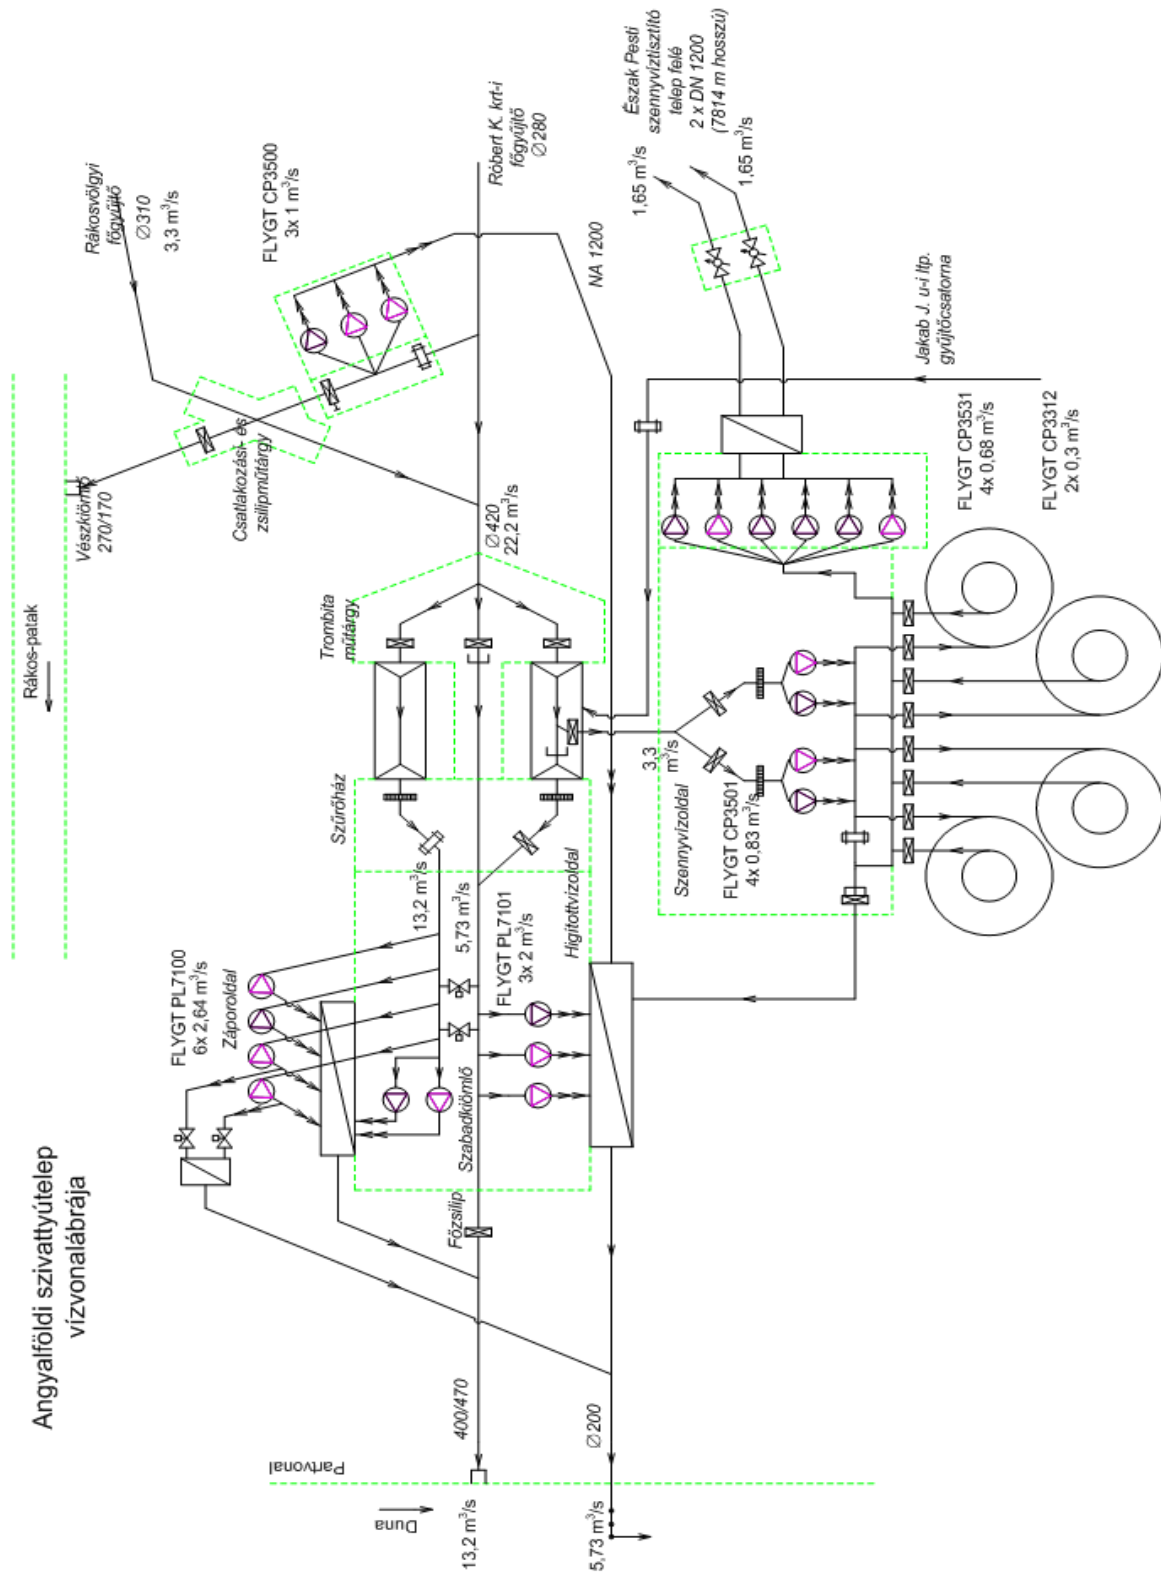 Angyalföldi szivattyútelep
vízvonalábrája
Rákos-patak
Vészkiömlő
270/170
Rákosvölgyi
főgyűjtő
∅310
3,3 m³/s
Csatlakozási- és
zsilipműtárgy
FLYGT CP3500
3x 1 m³/s
Róbert K. krt-i
főgyűjtő
∅280
NA 1200
Észak Pesti
szennyvíztisztító
telep felé
2 x DN 1200
(7814 m hosszú)
1,65 m³/s
1,65 m³/s
Jakab J. u-i ltp.
gyűjtőcsatorna
FLYGT CP3531
4x 0,68 m³/s
FLYGT CP3312
2x 0,3 m³/s
∅420
22,2 m³/s
Trombita
műtárgy
Szűrőház
3,3
m³/s
Szennyvízoldal
FLYGT CP3501
4x 0,83 m³/s
13,2 m³/s
5,73 m³/s
FLYGT PL7101
3x 2 m³/s
Higítottvízoldal
FLYGT PL7100
6x 2,64 m³/s
Záporoldal
Szabadkiömlő
Főzsilip
400/470
∅200
Partvonal
Duna
13,2 m³/s
5,73 m³/s